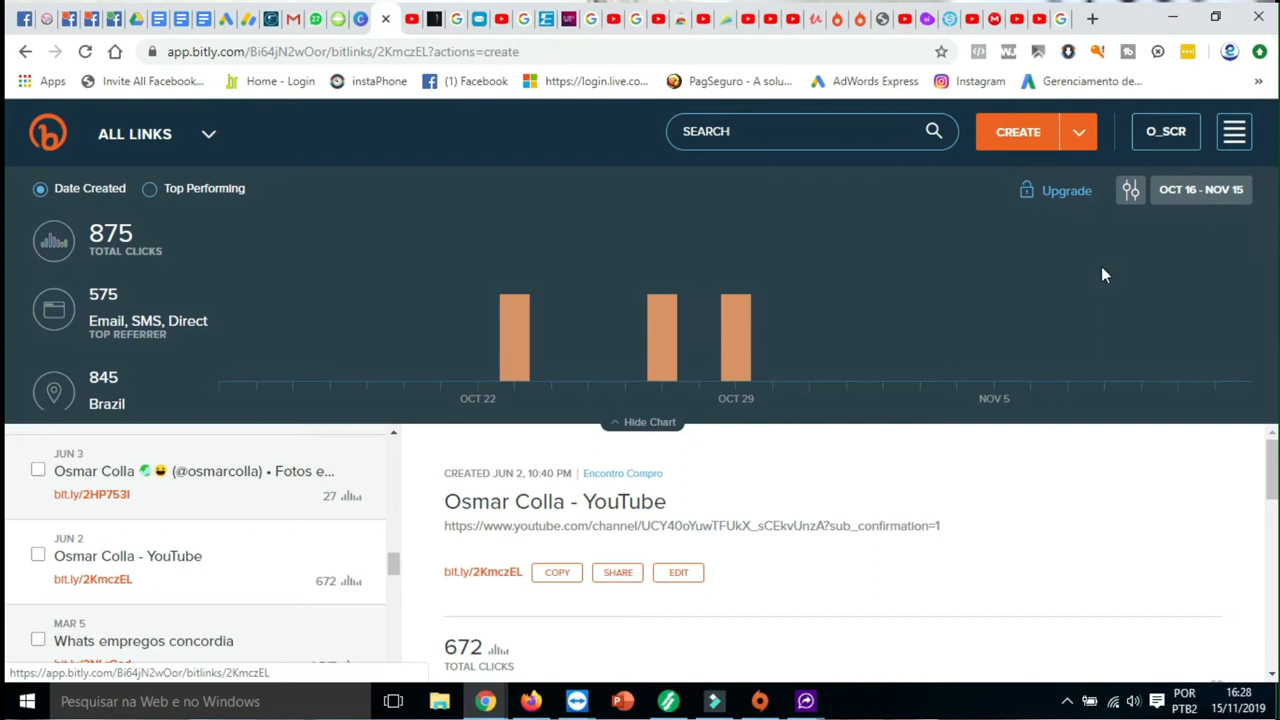 27
app.bitly.com/Bi64jN2wOor/bitlinks/2KmczEL?actions=create
Apps
Invite All Facebook...
Home - Login
instaPhone
(1) Facebook
https://login.live.co...
PagSeguro - A solu...
AdWords Express
Instagram
Gerenciamento de...
»
b
ALL LINKS
SEARCH
CREATE
O_SCR
Date Created
Top Performing
Upgrade
OCT 16 - NOV 15
875
TOTAL CLICKS
575
Email, SMS, Direct
TOP REFERRER
845
Brazil
OCT 22
OCT 29
NOV 5
Hide Chart
JUN 3
Osmar Colla 🌏😄 (@osmarcolla) • Fotos e...
bit.ly/2HP753I
27
JUN 2
Osmar Colla - YouTube
bit.ly/2KmczEL
672
MAR 5
Whats empregos concordia
CREATED JUN 2, 10:40 PM | Encontro Compro
Osmar Colla - YouTube
https://www.youtube.com/channel/UCY40oYuwTFUkX_sCEkvUnzA?sub_confirmation=1
bit.ly/2KmczEL
COPY
SHARE
EDIT
672
TOTAL CLICKS
https://app.bitly.com/Bi64jN2wOor/bitlinks/2KmczEL
Pesquisar na Web e no Windows
POR
PTB2
16:28
15/11/2019